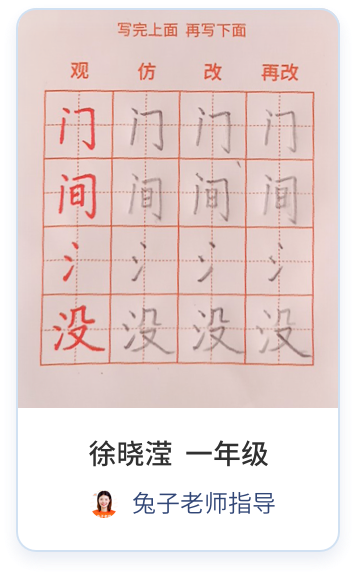 写完上面 再写下面
观 仿 改 再改
门 门 门 门
间 间 间 间
氵 氵 氵 氵
没 没 没 没
徐晓滢 一年级
兔子老师指导